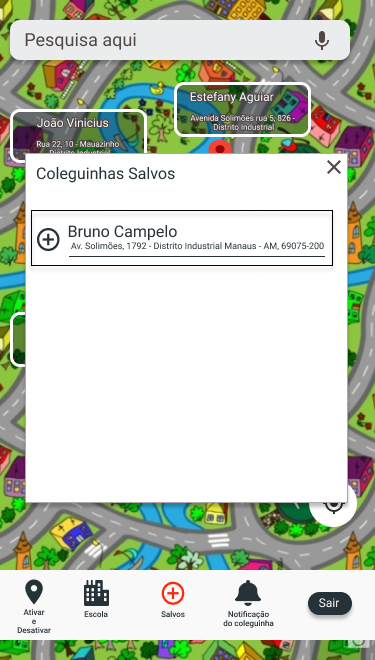 Pesquisa aqui
Estefany Aguiar
Avenida Solimões rua 5, 826 -
Distrito Industrial
João Vinicius
Rua 22, 10 - Mauazinho
Distrito Industrial
Coleguinhas Salvos
Bruno Campelo
Av. Solimões, 1792 - Distrito Industrial Manaus - AM, 69075-200
Ativar
e
Desativar
Escola
Salvos
Notificação
do coleguinha
Sair